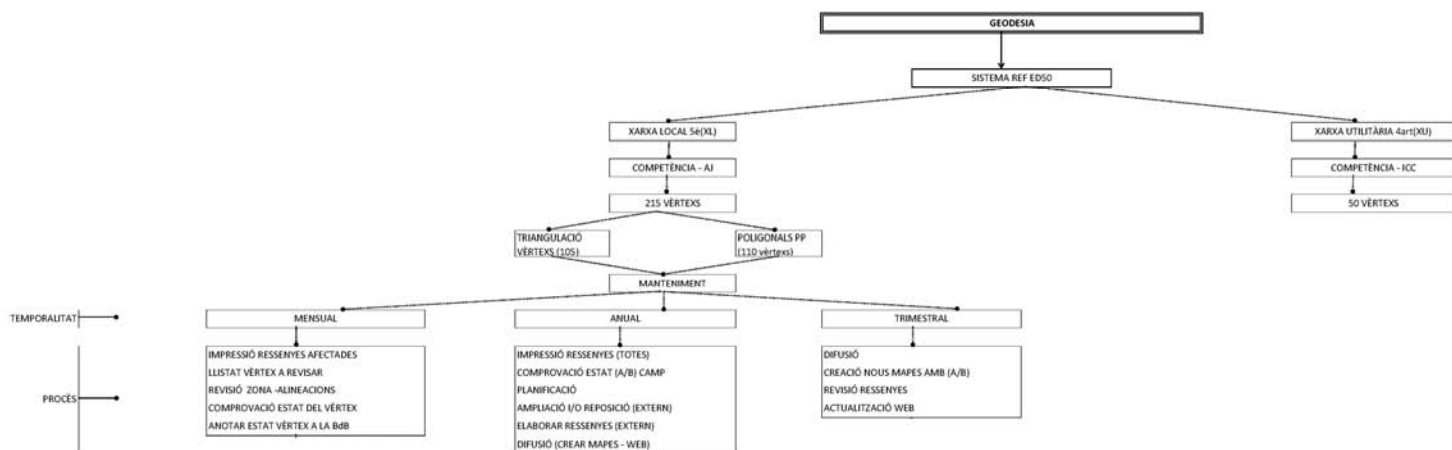 GEODESIA
SISTEMA REF ED50
XARXA LOCAL 5è(XL)
XARXA UTILITÀRIA 4art(XU)
COMPETÈNCIA - AJ
COMPETÈNCIA - ICC
215 VÈRTEXS
50 VÈRTEXS
TRIANGULACIÓ
VÈRTEXS (105)
POLIGONALS PP
(110 vèrtexs)
MANTENIMENT
TEMPORALITAT
MENSUAL
ANUAL
TRIMESTRAL
PROCÈS
IMPRESSIÓ RESSENYES AFECTADES
LLISTAT VÈRTEX A REVISAR
REVISIÓ ZONA -ALINEACIONS
COMPROVACIÓ ESTAT DEL VÈRTEX
ANOTAR ESTAT VÈRTEX A LA BdB
IMPRESSIÓ RESSENYES (TOTES)
COMPROVACIÓ ESTAT (A/B) CAMP
PLANIFICACIÓ
AMPLIACIÓ I/O REPOSICIÓ (EXTERN)
ELABORAR RESSENYES (EXTERN)
DIFUSIÓ (CREAR MAPES - WEB)
DIFUSIÓ
CREACIÓ NOUS MAPES AMB (A/B)
REVISIÓ RESSENYES
ACTUALITZACIÓ WEB